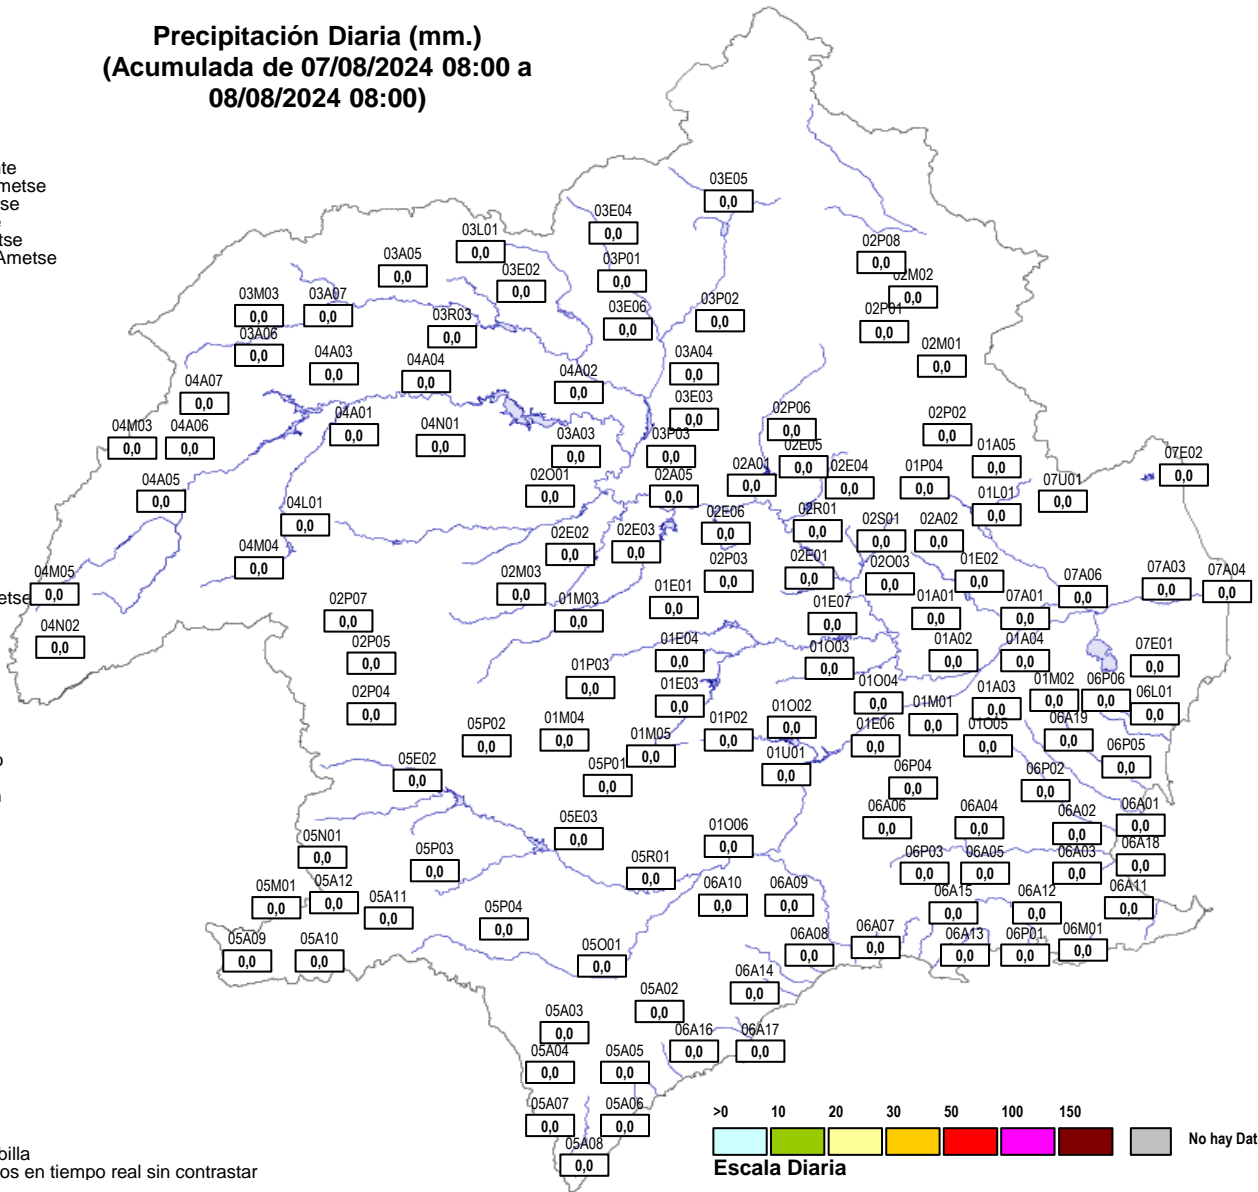 Precipitación Diaria (mm.)
(Acumulada de 07/08/2024 08:00 a
08/08/2024 08:00)
nte
metse
tse
e
tse
Ametse
03E05
0,0
03E04
0,0
03L01
0,0
02P08
0,0
03A05
0,0
03P01
0,0
03E02
0,0
02M02
0,0
03M03
0,0
03A07
0,0
03P02
0,0
03E06
0,0
02P01
0,0
03R03
0,0
03A06
0,0
02M01
0,0
04A03
0,0
03A04
0,0
04A04
0,0
04A02
0,0
04A07
0,0
03E03
0,0
02P06
0,0
04A01
0,0
02P02
0,0
04M03
0,0
04A06
0,0
04N01
0,0
03A03
0,0
03P03
0,0
02E05
0,0
01A05
0,0
07E02
0,0
02A01
0,0
02E04
0,0
01P04
0,0
04A05
0,0
02O01
0,0
02A05
0,0
07U01
0,0
01L01
0,0
04L01
0,0
02R01
0,0
02E06
0,0
02S01
0,0
02A02
0,0
02E03
0,0
02E02
0,0
04M04
0,0
02E01
0,0
02P03
0,0
02O03
0,0
01E02
0,0
07A03
0,0
07A04
0,0
04M05
0,0
etse
02M03
0,0
07A06
0,0
01E01
0,0
02P07
0,0
01M03
0,0
01E07
0,0
01A01
0,0
07A01
0,0
04N02
0,0
02P05
0,0
01E04
0,0
01O03
0,0
01A02
0,0
01A04
0,0
07E01
0,0
01P03
0,0
01E03
0,0
01O04
0,0
01A03
0,0
01M02
0,0
06P06
0,0
06L01
0,0
02P04
0,0
01M01
0,0
01O02
0,0
05P02
0,0
01M04
0,0
01P02
0,0
01E06
0,0
01O05
0,0
06A19
0,0
01M05
0,0
06P05
0,0
o
05E02
0,0
05P01
0,0
01U01
0,0
06P04
0,0
06P02
0,0
06A06
0,0
06A04
0,0
06A02
0,0
06A01
0,0
05E03
0,0
01O06
0,0
05N01
0,0
05P03
0,0
05R01
0,0
06P03
0,0
06A05
0,0
06A03
0,0
06A18
0,0
05M01
0,0
05A12
0,0
05A11
0,0
06A10
0,0
06A09
0,0
06A15
0,0
06A12
0,0
06A11
0,0
05P04
0,0
05A09
0,0
05A10
0,0
05O01
0,0
06A08
0,0
06A07
0,0
06A13
0,0
06P01
0,0
06M01
0,0
06A14
0,0
05A02
0,0
05A03
0,0
06A16
0,0
06A17
0,0
05A04
0,0
05A05
0,0
05A07
0,0
05A06
0,0
05A08
0,0
>0 10 20 30 50 100 150
No hay Dat
Escala Diaria
billa
os en tiempo real sin contrastar